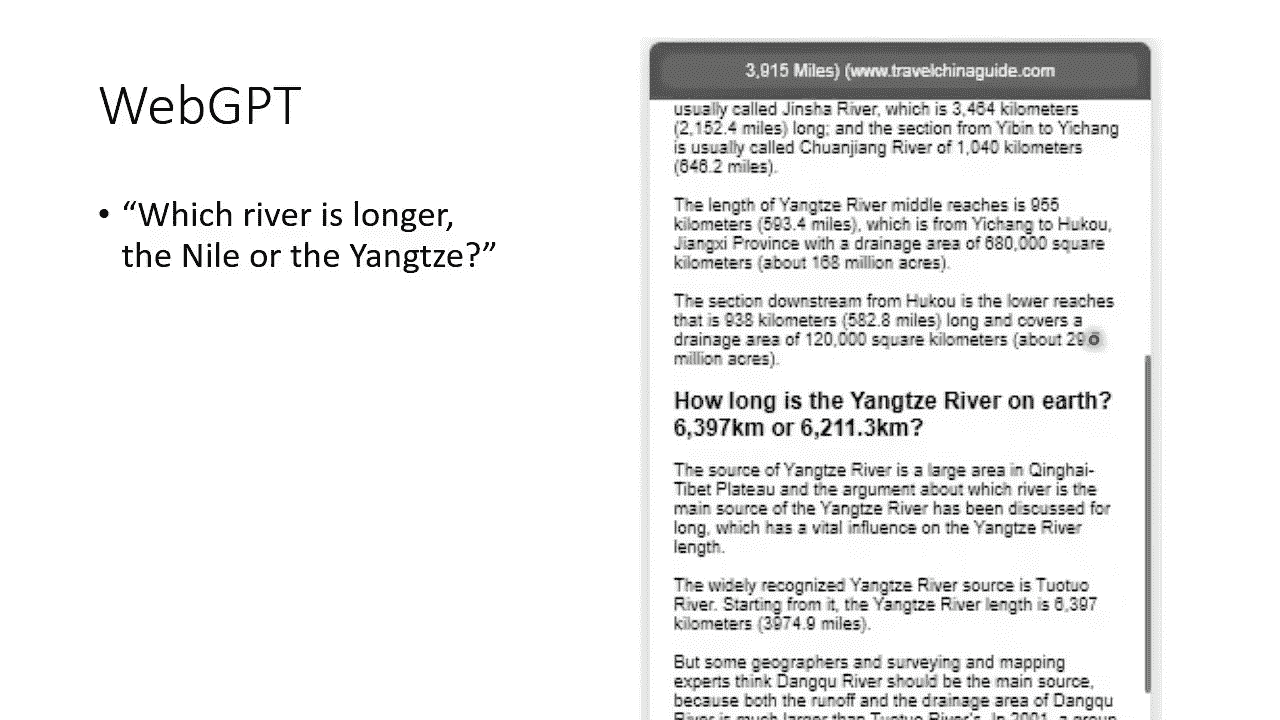 WebGPT
• “Which river is longer,
the Nile or the Yangtze?”
3,915 Miles) (www.travelchinaguide.com
usually called Jinsha River, which is 3,464 kilometers
(2,152.4 miles) long; and the section from Yibin to Yichang
is usually called Chuanjiang River of 1,040 kilometers
(646.2 miles).
The length of Yangtze River middle reaches is 955
kilometers (593.4 miles), which is from Yichang to Hukou,
Jiangxi Province with a drainage area of 680,000 square
kilometers (about 168 million acres).
The section downstream from Hukou is the lower reaches
that is 938 kilometers (582.8 miles) long and covers a
drainage area of 120,000 square kilometers (about
million acres).
How long is the Yangtze River on earth?
6,397km or 6,211.3km?
The source of Yangtze River is a large area in Qinghai-
Tibet Plateau and the argument about which river is the
main source of the Yangtze River has been discussed for
long, which has a vital influence on the Yangtze River
length.
The widely recognized Yangtze River source is Tuotuo
River. Starting from it, the Yangtze River length is 6,397
kilometers (3974.9 miles).
But some geographers and surveying and mapping
experts think Dangqu River should be the main source,
because both the runoff and the drainage area of Dangqu
River is much larger than Tuotuo River's. In 2001, a group